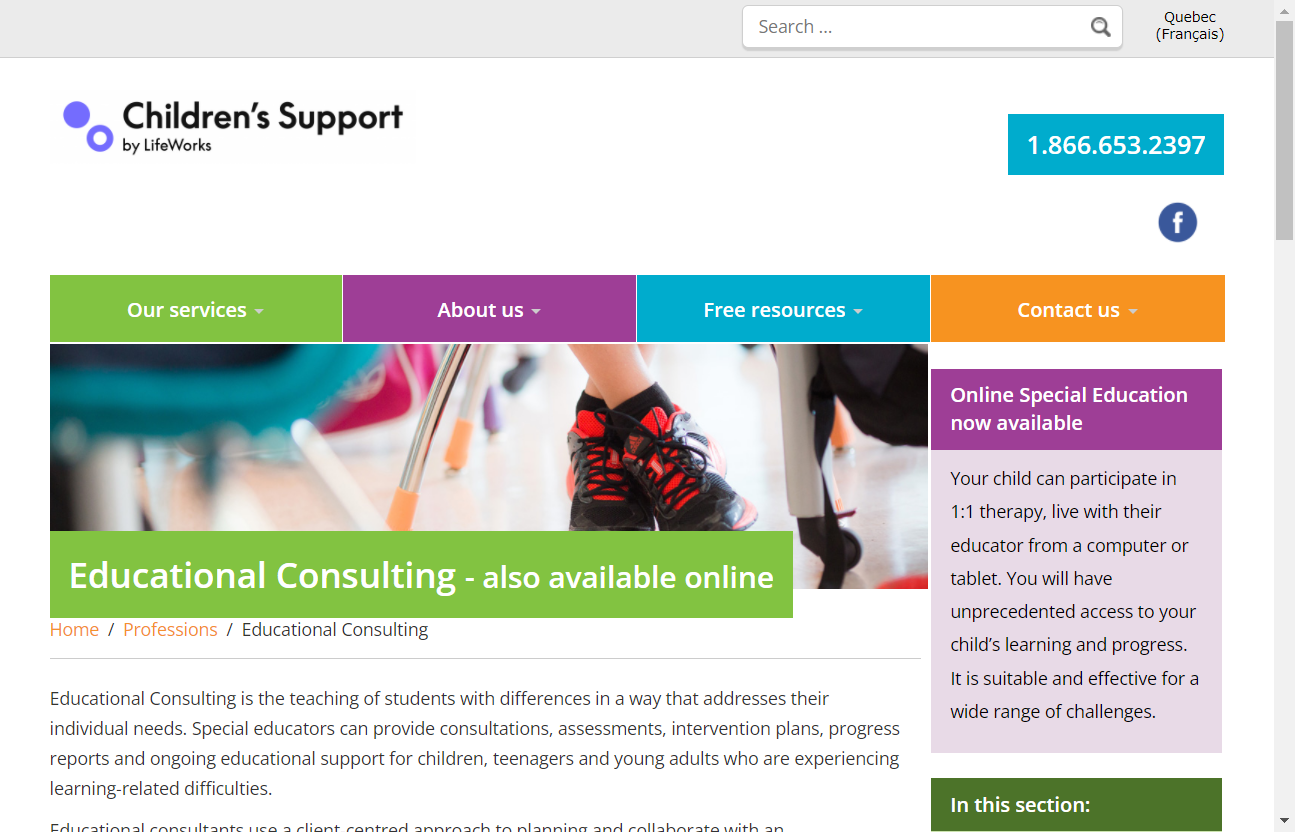 Search ...
Quebec
(Français)
Children's Support
by LifeWorks
1.866.653.2397
f
Our services
About us
Free resources
Contact us
Educational Consulting - also available online
Home / Professions / Educational Consulting
Educational Consulting is the teaching of students with differences in a way that addresses their
individual needs. Special educators can provide consultations, assessments, intervention plans, progress
reports and ongoing educational support for children, teenagers and young adults who are experiencing
learning-related difficulties.
Educational consultants use a client-centred approach to planning and collaborate with an
Online Special Education
now available
Your child can participate in
1:1 therapy, live with their
educator from a computer or
tablet. You will have
unprecedented access to your
child’s learning and progress.
It is suitable and effective for a
wide range of challenges.
In this section: